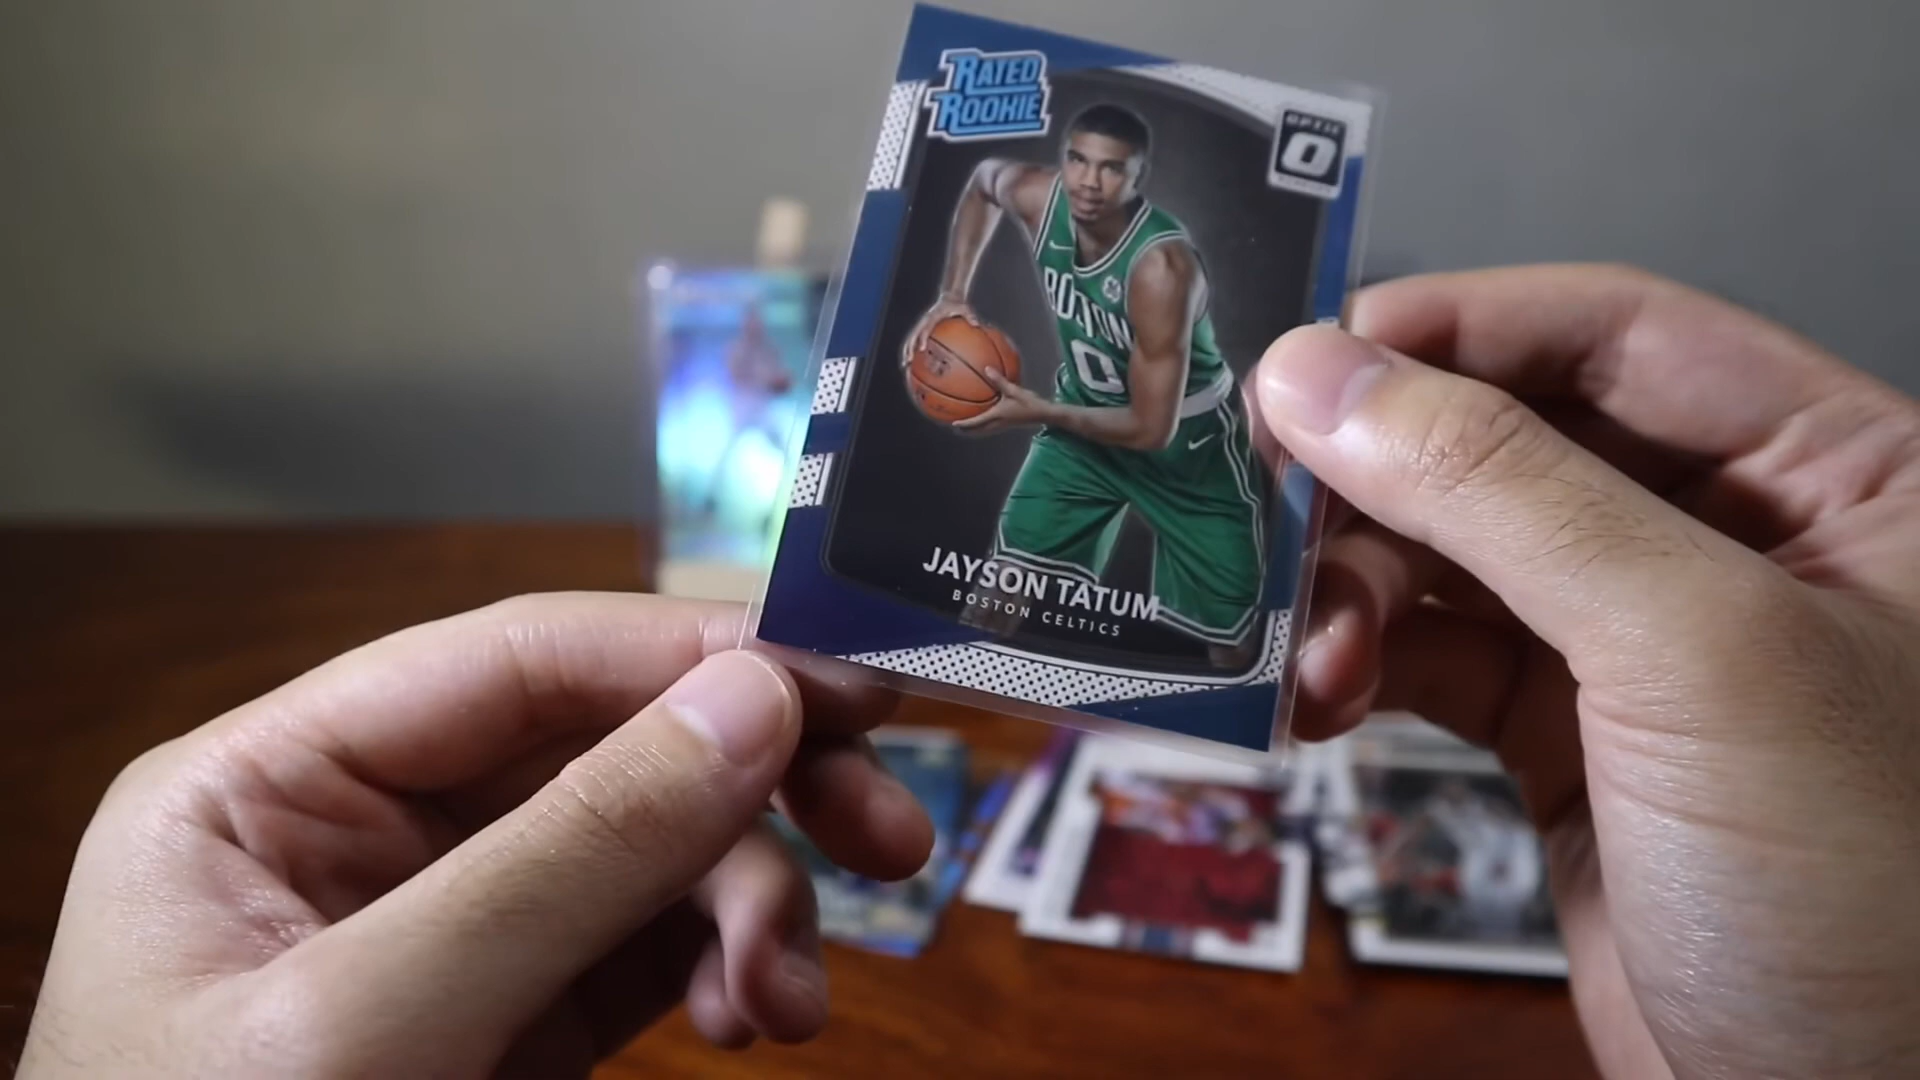 RATED
ROOKIE
OPTIC
O
BOSTON
0
JAYSON TATUM
BOSTON CELTICS